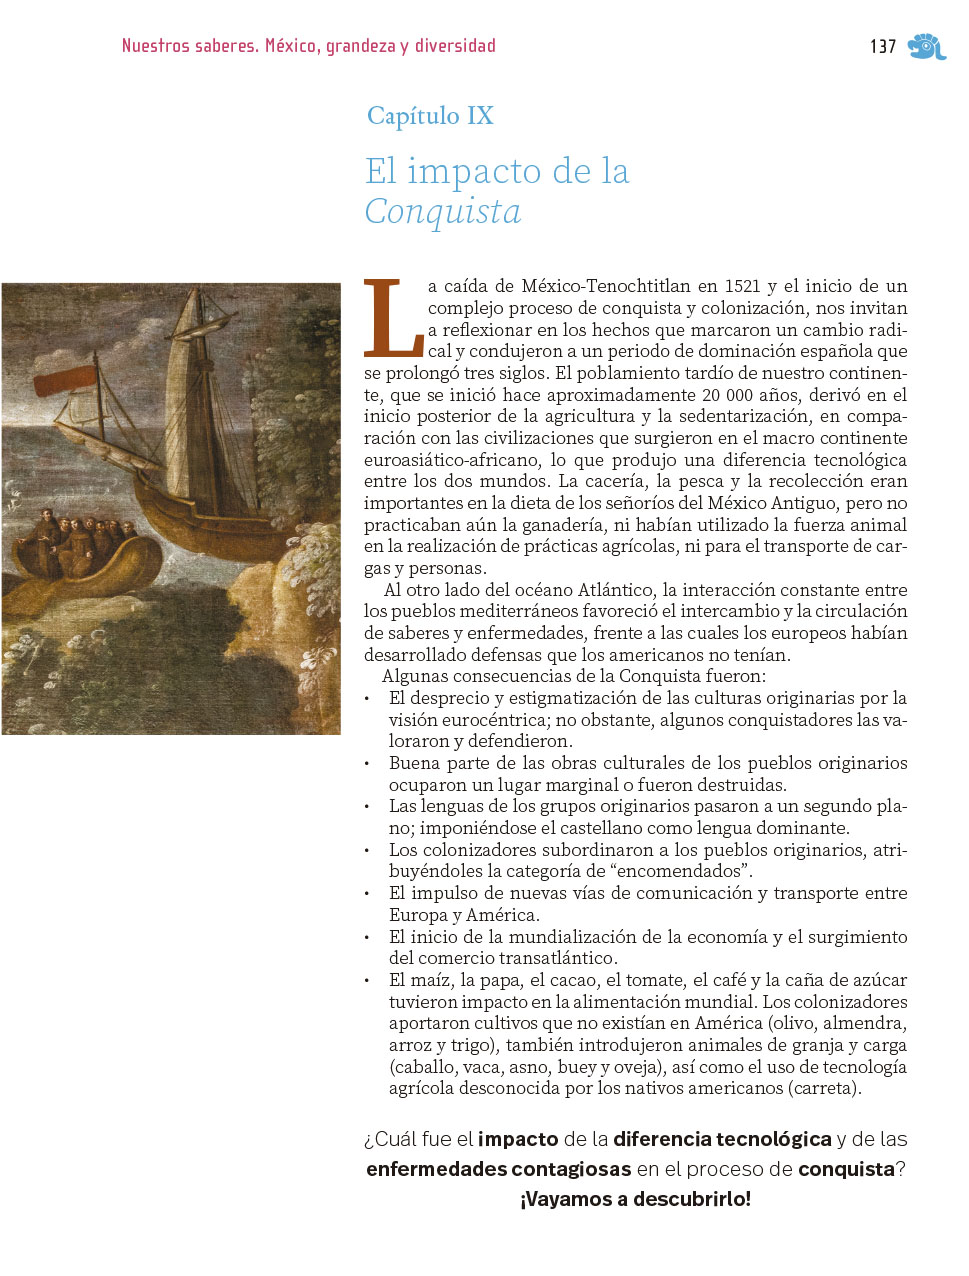 Nuestros saberes. México, grandeza y diversidad
137
Capítulo IX
El impacto de la
Conquista
La caída de México-Tenochtitlan en 1521 y el inicio de un
complejo proceso de conquista y colonización, nos invitan
a reflexionar en los hechos que marcaron un cambio radi-
cal y condujeron a un periodo de dominación española que
se prolongó tres siglos. El poblamiento tardío de nuestro continen-
te, que se inició hace aproximadamente 20 000 años, derivó en el
inicio posterior de la agricultura y la sedentarización, en compa-
ración con las civilizaciones que surgieron en el macro continente
euroasiático-africano, lo que produjo una diferencia tecnológica
entre los dos mundos. La cacería, la pesca y la recolección eran
importantes en la dieta de los señoríos del México Antiguo, pero no
practicaban aún la ganadería, ni habían utilizado la fuerza animal
en la realización de prácticas agrícolas, ni para el transporte de car-
gas y personas.
Al otro lado del océano Atlántico, la interacción constante entre
los pueblos mediterráneos favoreció el intercambio y la circulación
de saberes y enfermedades, frente a las cuales los europeos habían
desarrollado defensas que los americanos no tenían.
Algunas consecuencias de la Conquista fueron:
• El desprecio y estigmatización de las culturas originarias por la
visión eurocéntrica; no obstante, algunos conquistadores las va-
loraron y defendieron.
• Buena parte de las obras culturales de los pueblos originarios
ocuparon un lugar marginal o fueron destruidas.
• Las lenguas de los grupos originarios pasaron a un segundo pla-
no; imponiéndose el castellano como lengua dominante.
• Los colonizadores subordinaron a los pueblos originarios, atri-
buyéndoles la categoría de “encomendados”.
• El impulso de nuevas vías de comunicación y transporte entre
Europa y América.
• El inicio de la mundialización de la economía y el surgimiento
del comercio transatlántico.
• El maíz, la papa, el cacao, el tomate, el café y la caña de azúcar
tuvieron impacto en la alimentación mundial. Los colonizadores
aportaron cultivos que no existían en América (olivo, almendra,
arroz y trigo), también introdujeron animales de granja y carga
(caballo, vaca, asno, buey y oveja), así como el uso de tecnología
agrícola desconocida por los nativos americanos (carreta).
¿Cuál fue el impacto de la diferencia tecnológica y de las
enfermedades contagiosas en el proceso de conquista?
¡Vayamos a descubrirlo!